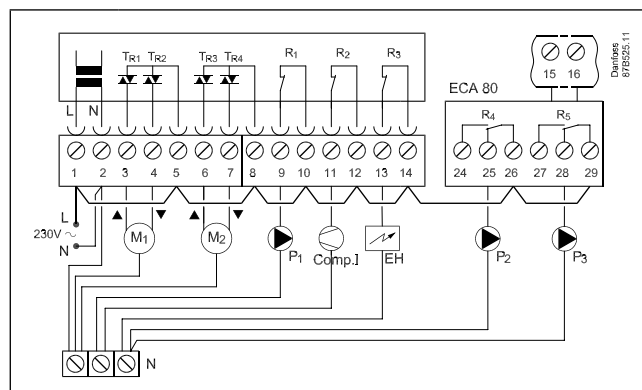 TR1 TR2 TR3 TR4 R1 R2 R3
15 16
Danfoss
87B525.11
ECA 80
R4 R5
L N
1 2 3 4 5 6 7 8 9 10 11 12 13 14
24 25 26 27 28 29
L
230V ~
N
▲ M1 ▼ ▲ M2 ▼
P1 Comp.I EH P2 P3
N